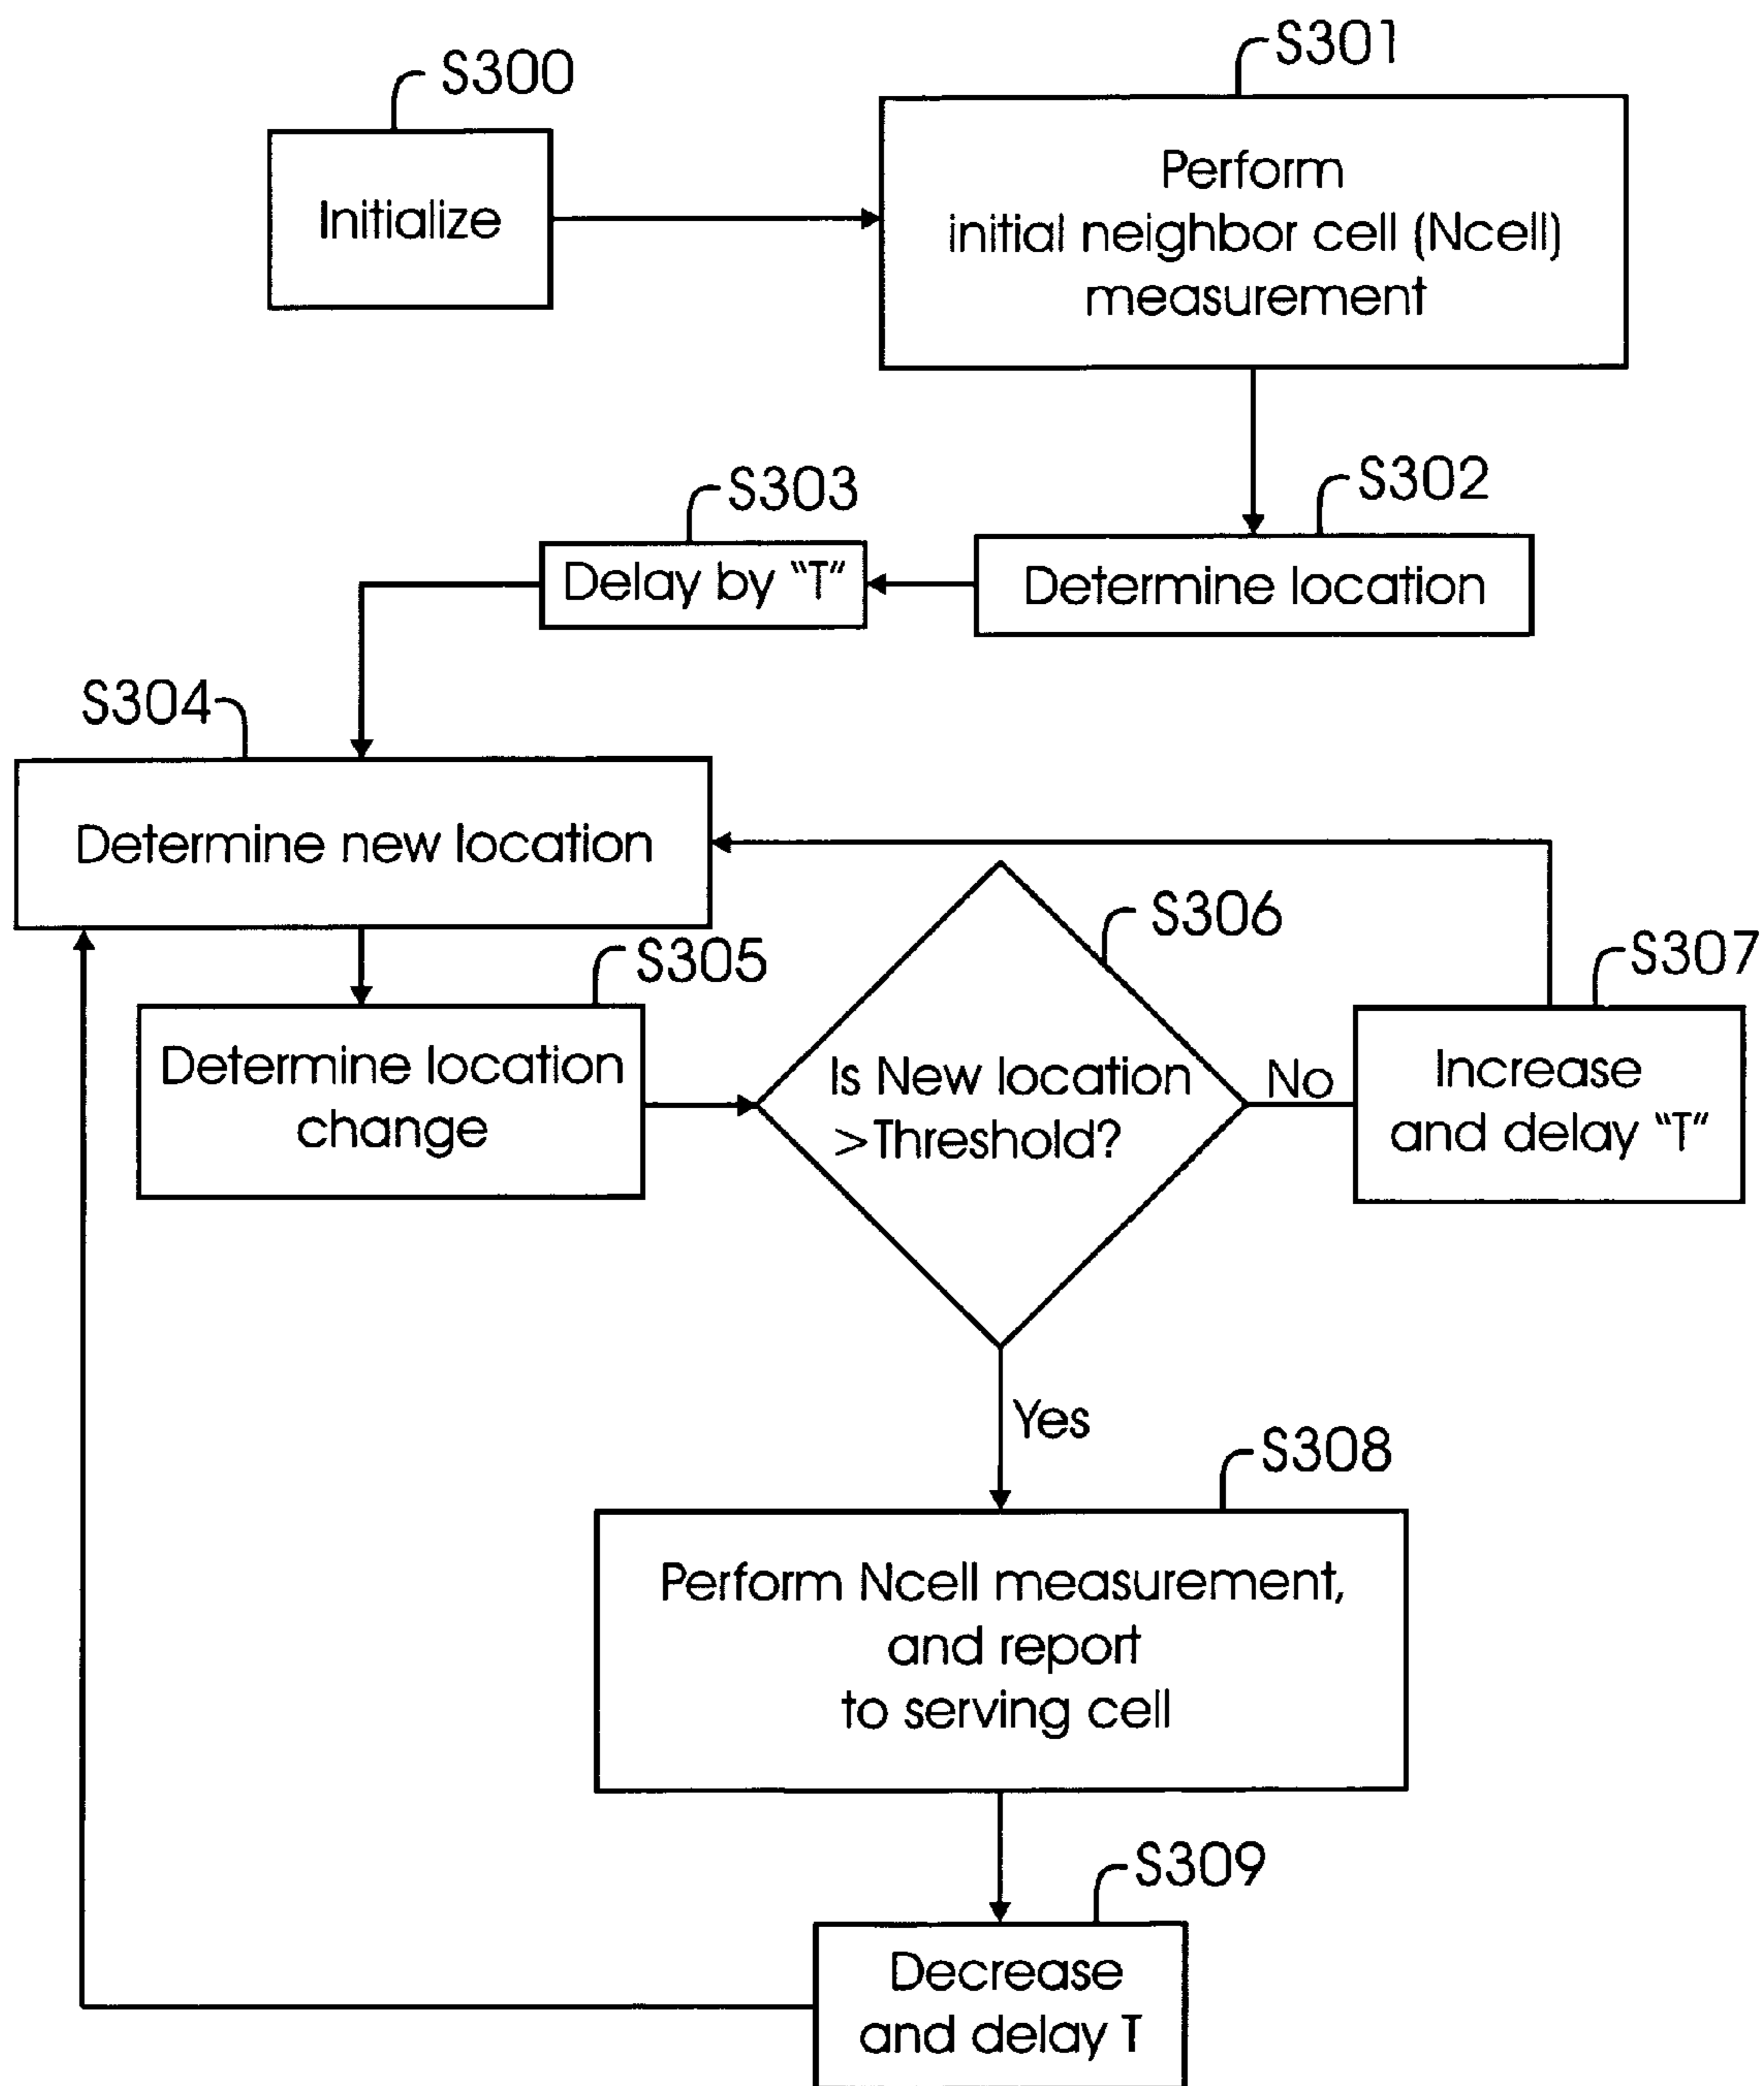 S300
Initialize
S301
Perform
initial neighbor cell (Ncell)
measurement
S302
Determine location
S303
Delay by "T"
S304
Determine new location
S305
Determine location
change
S306
Is New location
>Threshold?
No
S307
Increase
and delay "T"
Yes
S308
Perform Ncell measurement,
and report
to serving cell
S309
Decrease
and delay T